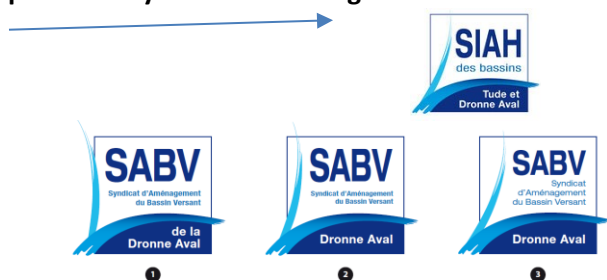 SIAH
des bassins
Tude et
Dronne Aval
SABV
Syndicat d'Aménagement
du Bassin Versant
de la
Dronne Aval
1
SABV
Syndicat d'Aménagement
du Bassin Versant
Dronne Aval
2
SABV
Syndicat
d'Aménagement
du Bassin Versant
Dronne Aval
3